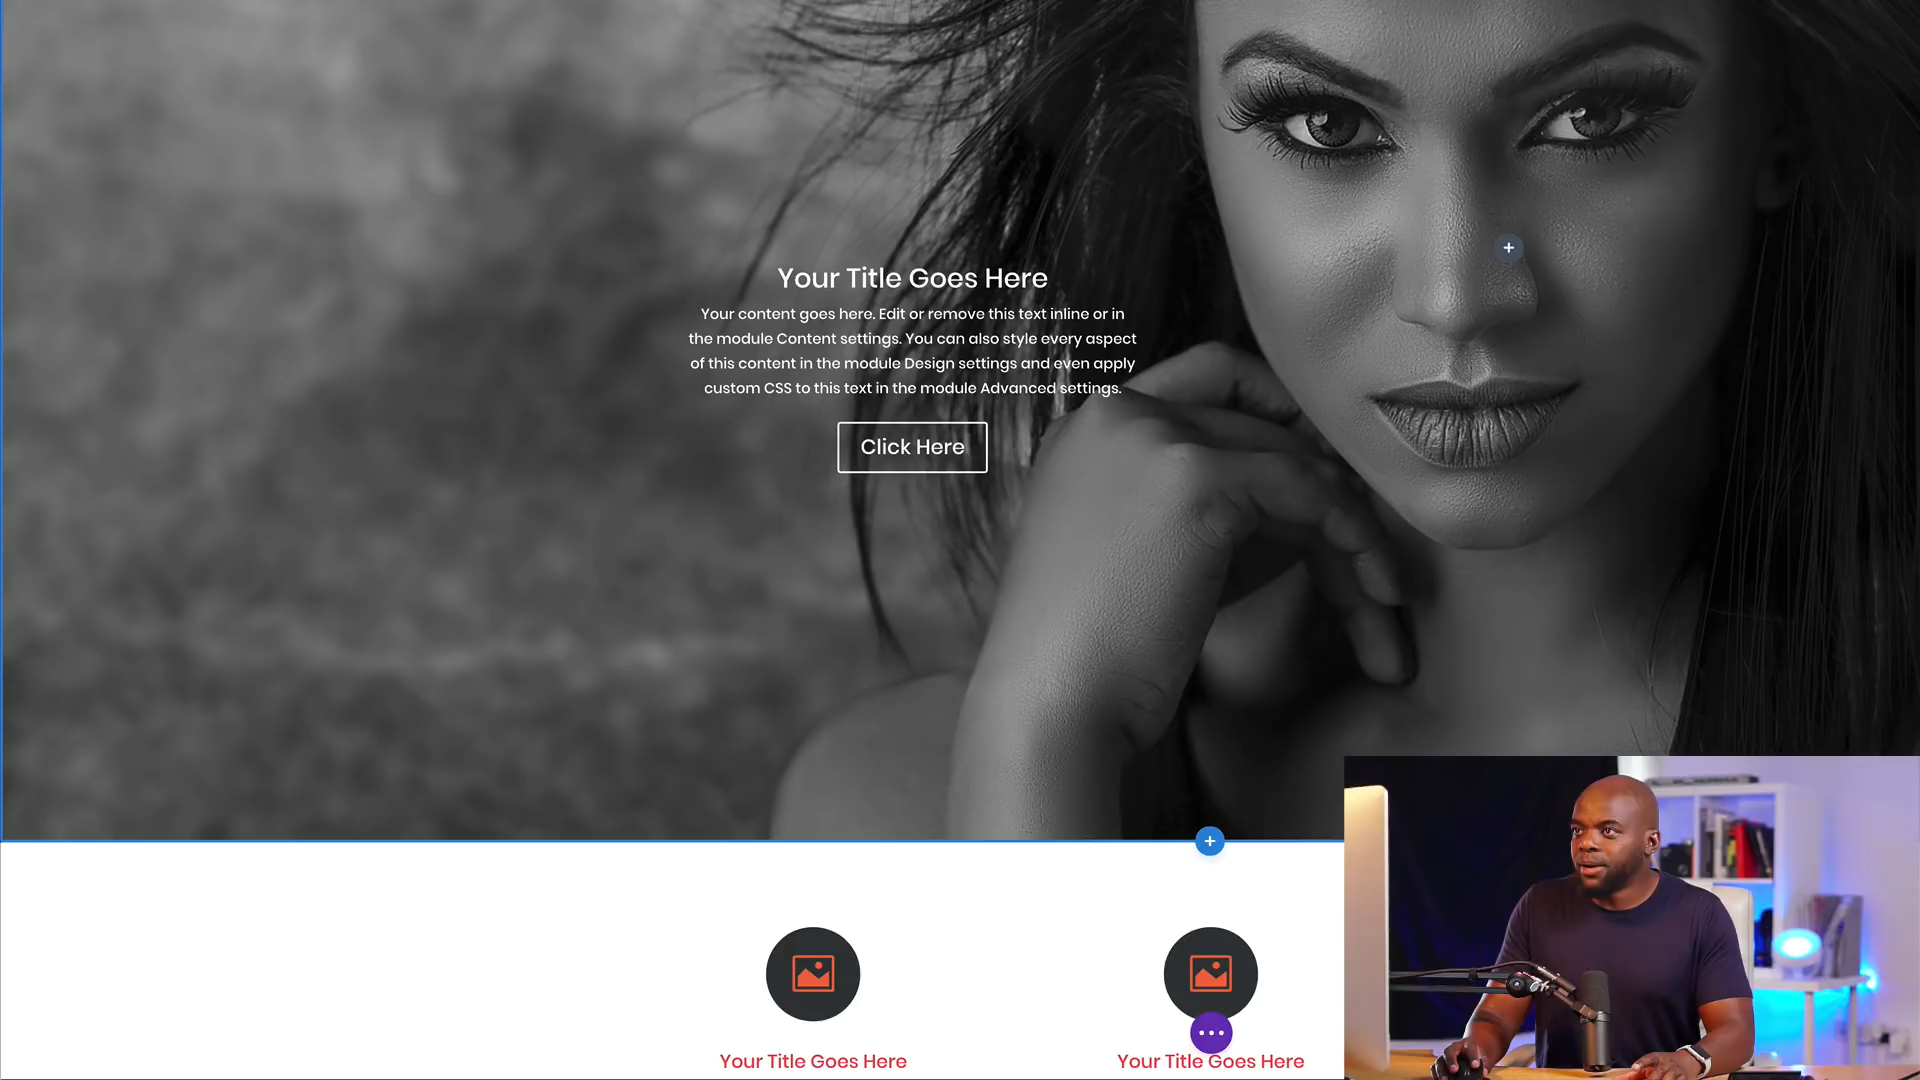 Your Title Goes Here
Your content goes here. Edit or remove this text inline or in
the module Content settings. You can also style every aspect
of this content in the module Design settings and even apply
custom CSS to this text in the module Advanced settings.
Click Here
Your Title Goes Here
Your Title Goes Here